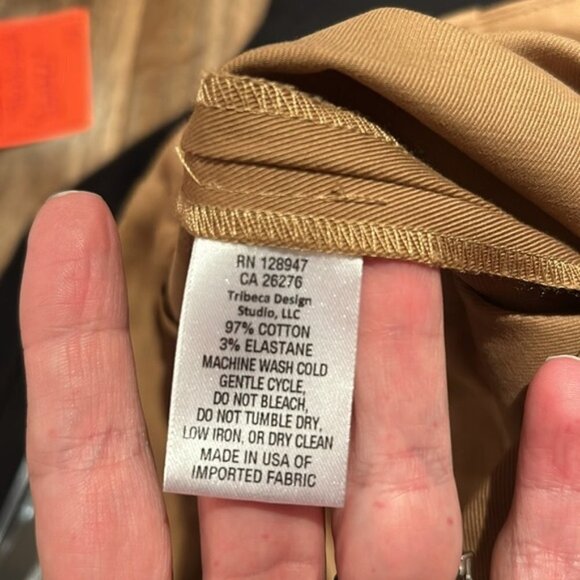 RN 128947
CA 26276
Tribeca Design
Studio, LLC
97% COTTON
3% ELASTANE
MACHINE WASH COLD
GENTLE CYCLE,
DO NOT BLEACH,
DO NOT TUMBLE DRY,
LOW IRON, OR DRY CLEAN
MADE IN USA OF
IMPORTED FABRIC